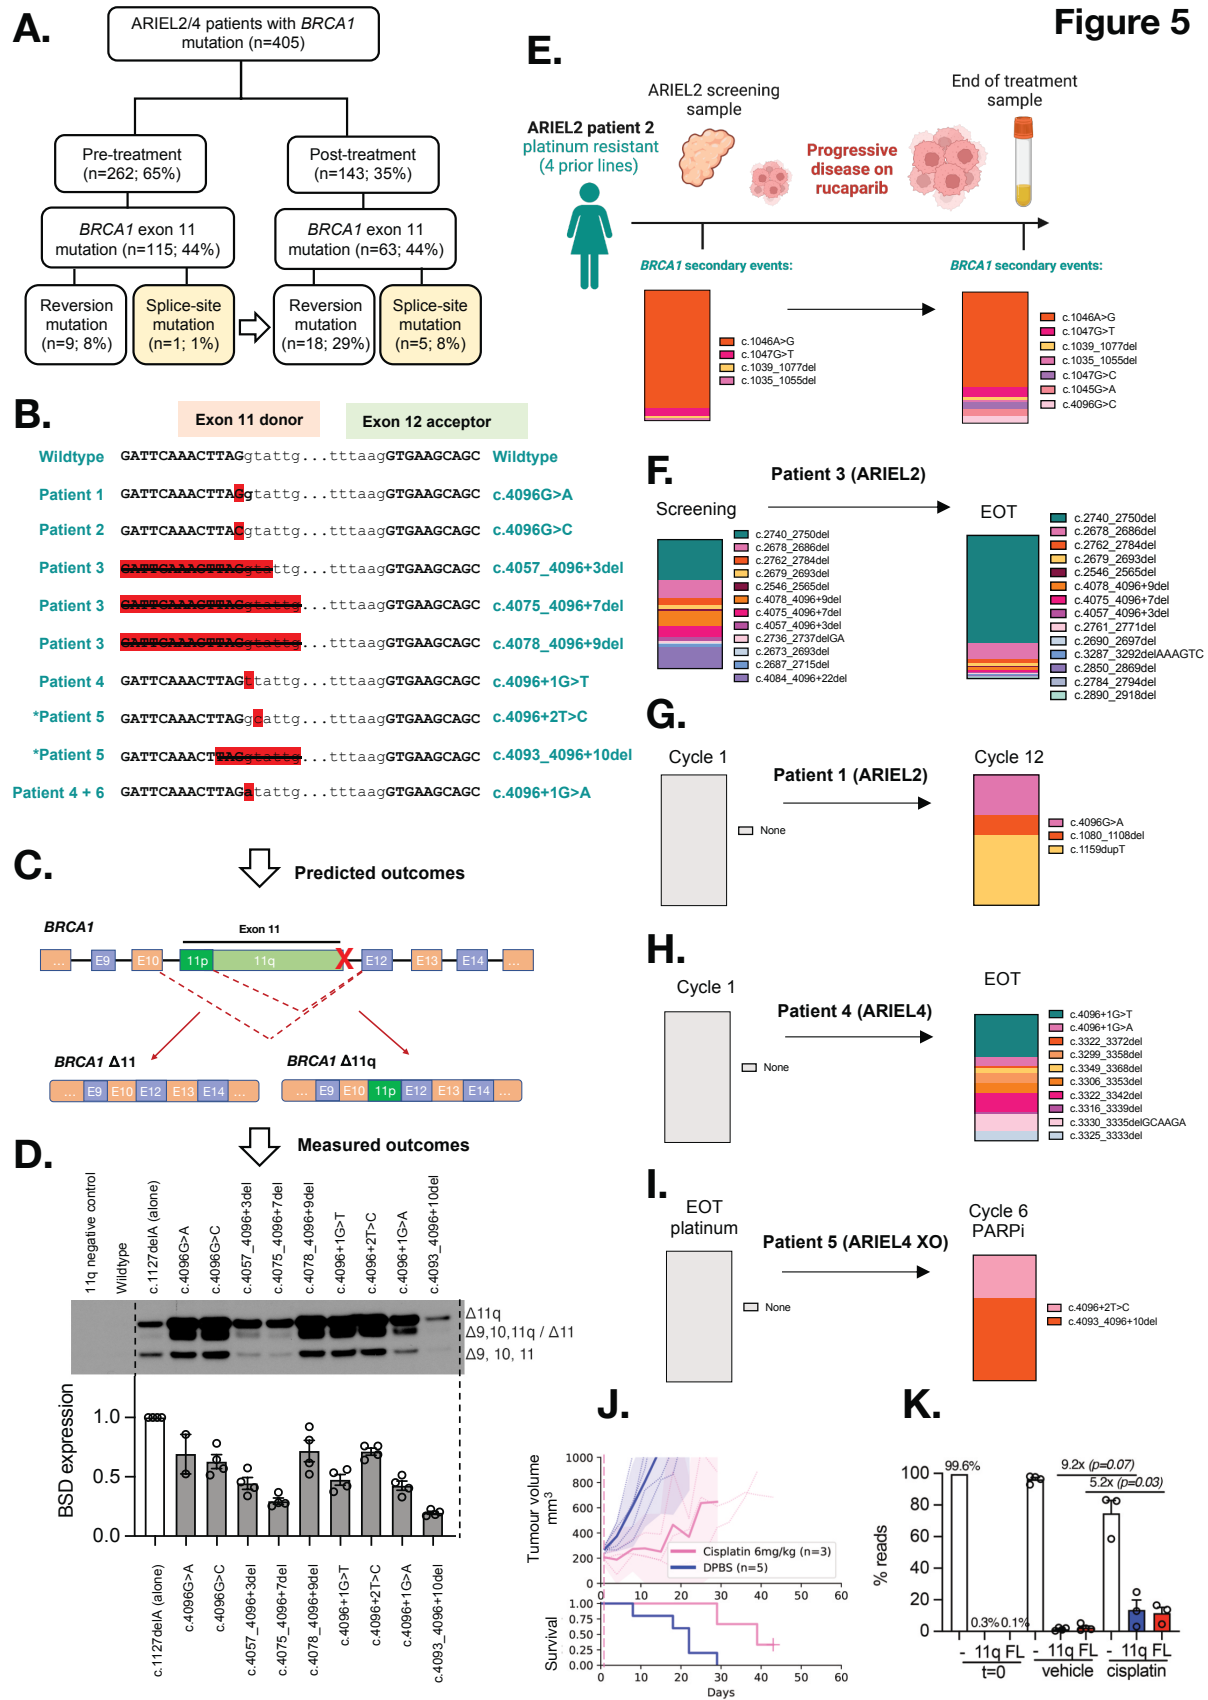 Figure 5
A.
ARIEL2/4 patients with BRCA1
mutation (n=405)
Pre-treatment
(n=262; 65%)
Post-treatment
(n=143; 35%)
BRCA1 exon 11
mutation (n=115; 44%)
BRCA1 exon 11
mutation (n=63; 44%)
Reversion
mutation
(n=9; 8%)
Splice-site
mutation
(n=1; 1%)
Reversion
mutation
(n=18; 29%)
Splice-site
mutation
(n=5; 8%)
B.
Exon 11 donor
Exon 12 acceptor
Wildtype GATTCAAACTTAGgtattg...tttaagGTGAAGCAGC Wildtype
Patient 1 GATTCAAACTTAGgtattg...tttaagGTGAAGCAGC c.4096G>A
Patient 2 GATTCAAACTTACgtattg...tttaagGTGAAGCAGC c.4096G>C
Patient 3 GATTCAAACTTAGgtattg...tttaagGTGAAGCAGC c.4057_4096+3del
Patient 3 GATTCAAACTTAGgtattg...tttaagGTGAAGCAGC c.4075_4096+7del
Patient 3 GATTCAAACTTAGgtattg...tttaagGTGAAGCAGC c.4078_4096+9del
Patient 4 GATTCAAACTTAGttattg...tttaagGTGAAGCAGC c.4096+1G>T
*Patient 5 GATTCAAACTTAGgcattg...tttaagGTGAAGCAGC c.4096+2T>C
*Patient 5 GATTCAAACTTAGgtattg...tttaagGTGAAGCAGC c.4093_4096+10del
Patient 4 + 6 GATTCAAACTTAGatattg...tttaagGTGAAGCAGC c.4096+1G>A
C.
Predicted outcomes
BRCA1
Exon 11
... E9 E10 11p 11q X E12 E13 E14 ...
BRCA1 Δ11
BRCA1 Δ11q
... E9 E10 E12 E13 E14 ...
... E9 E10 11p E12 E13 E14 ...
Measured outcomes
D.
11q negative control
Wildtype
c.1127delA (alone)
c.4096G>A
c.4096G>C
c.4057_4096+3del
c.4075_4096+7del
c.4078_4096+9del
c.4096+1G>T
c.4096+2T>C
c.4096+1G>A
c.4093_4096+10del
Δ11q
Δ9,10,11q / Δ11
Δ9, 10, 11
BSD expression
1.0
0.5
0.0
c.1127delA (alone)
c.4096G>A
c.4096G>C
c.4057_4096+3del
c.4075_4096+7del
c.4078_4096+9del
c.4096+1G>T
c.4096+2T>C
c.4096+1G>A
c.4093_4096+10del
E.
ARIEL2 patient 2
platinum resistant
(4 prior lines)
ARIEL2 screening
sample
Progressive
disease on
rucaparib
End of treatment
sample
BRCA1 secondary events:
c.1046A>G
c.1047G>T
c.1039_1077del
c.1035_1055del
BRCA1 secondary events:
c.1046A>G
c.1047G>T
c.1039_1077del
c.1035_1055del
c.1047G>C
c.1045G>A
c.4096G>C
F.
Patient 3 (ARIEL2)
Screening
c.2740_2750del
c.2678_2686del
c.2762_2784del
c.2679_2693del
c.2546_2565del
c.4078_4096+9del
c.4075_4096+7del
c.4057_4096+3del
c.2736_2737delGA
c.2673_2693del
c.2687_2715del
c.4084_4096+22del
EOT
c.2740_2750del
c.2678_2686del
c.2762_2784del
c.2679_2693del
c.2546_2565del
c.4078_4096+9del
c.4075_4096+7del
c.4057_4096+3del
c.2761_2771del
c.2690_2697del
c.3287_3292delAAAGTC
c.2850_2869del
c.2784_2794del
c.2890_2918del
G.
Cycle 1
Patient 1 (ARIEL2)
Cycle 12
None
c.4096G>A
c.1080_1108del
c.1159dupT
H.
Cycle 1
Patient 4 (ARIEL4)
EOT
None
c.4096+1G>T
c.4096+1G>A
c.3322_3372del
c.3299_3358del
c.3349_3368del
c.3306_3353del
c.3322_3342del
c.3316_3339del
c.3330_3335delGCAAGA
c.3325_3333del
I.
EOT
platinum
Patient 5 (ARIEL4 XO)
Cycle 6
PARPi
None
c.4096+2T>C
c.4093_4096+10del
J.
Tumour volume
mm3
1000
800
600
400
200
0
Cisplatin 6mg/kg (n=3)
DPBS (n=5)
0 10 20 30 40 50 60
Survival
1.00
0.75
0.50
0.25
0.00
0 10 20 30 40 50 60
Days
K.
% reads
100
80
60
40
20
0
99.6%
0.3% 0.1%
9.2x (p=0.07)
5.2x (p=0.03)
- 11q FL - 11q FL - 11q FL
t=0 vehicle cisplatin